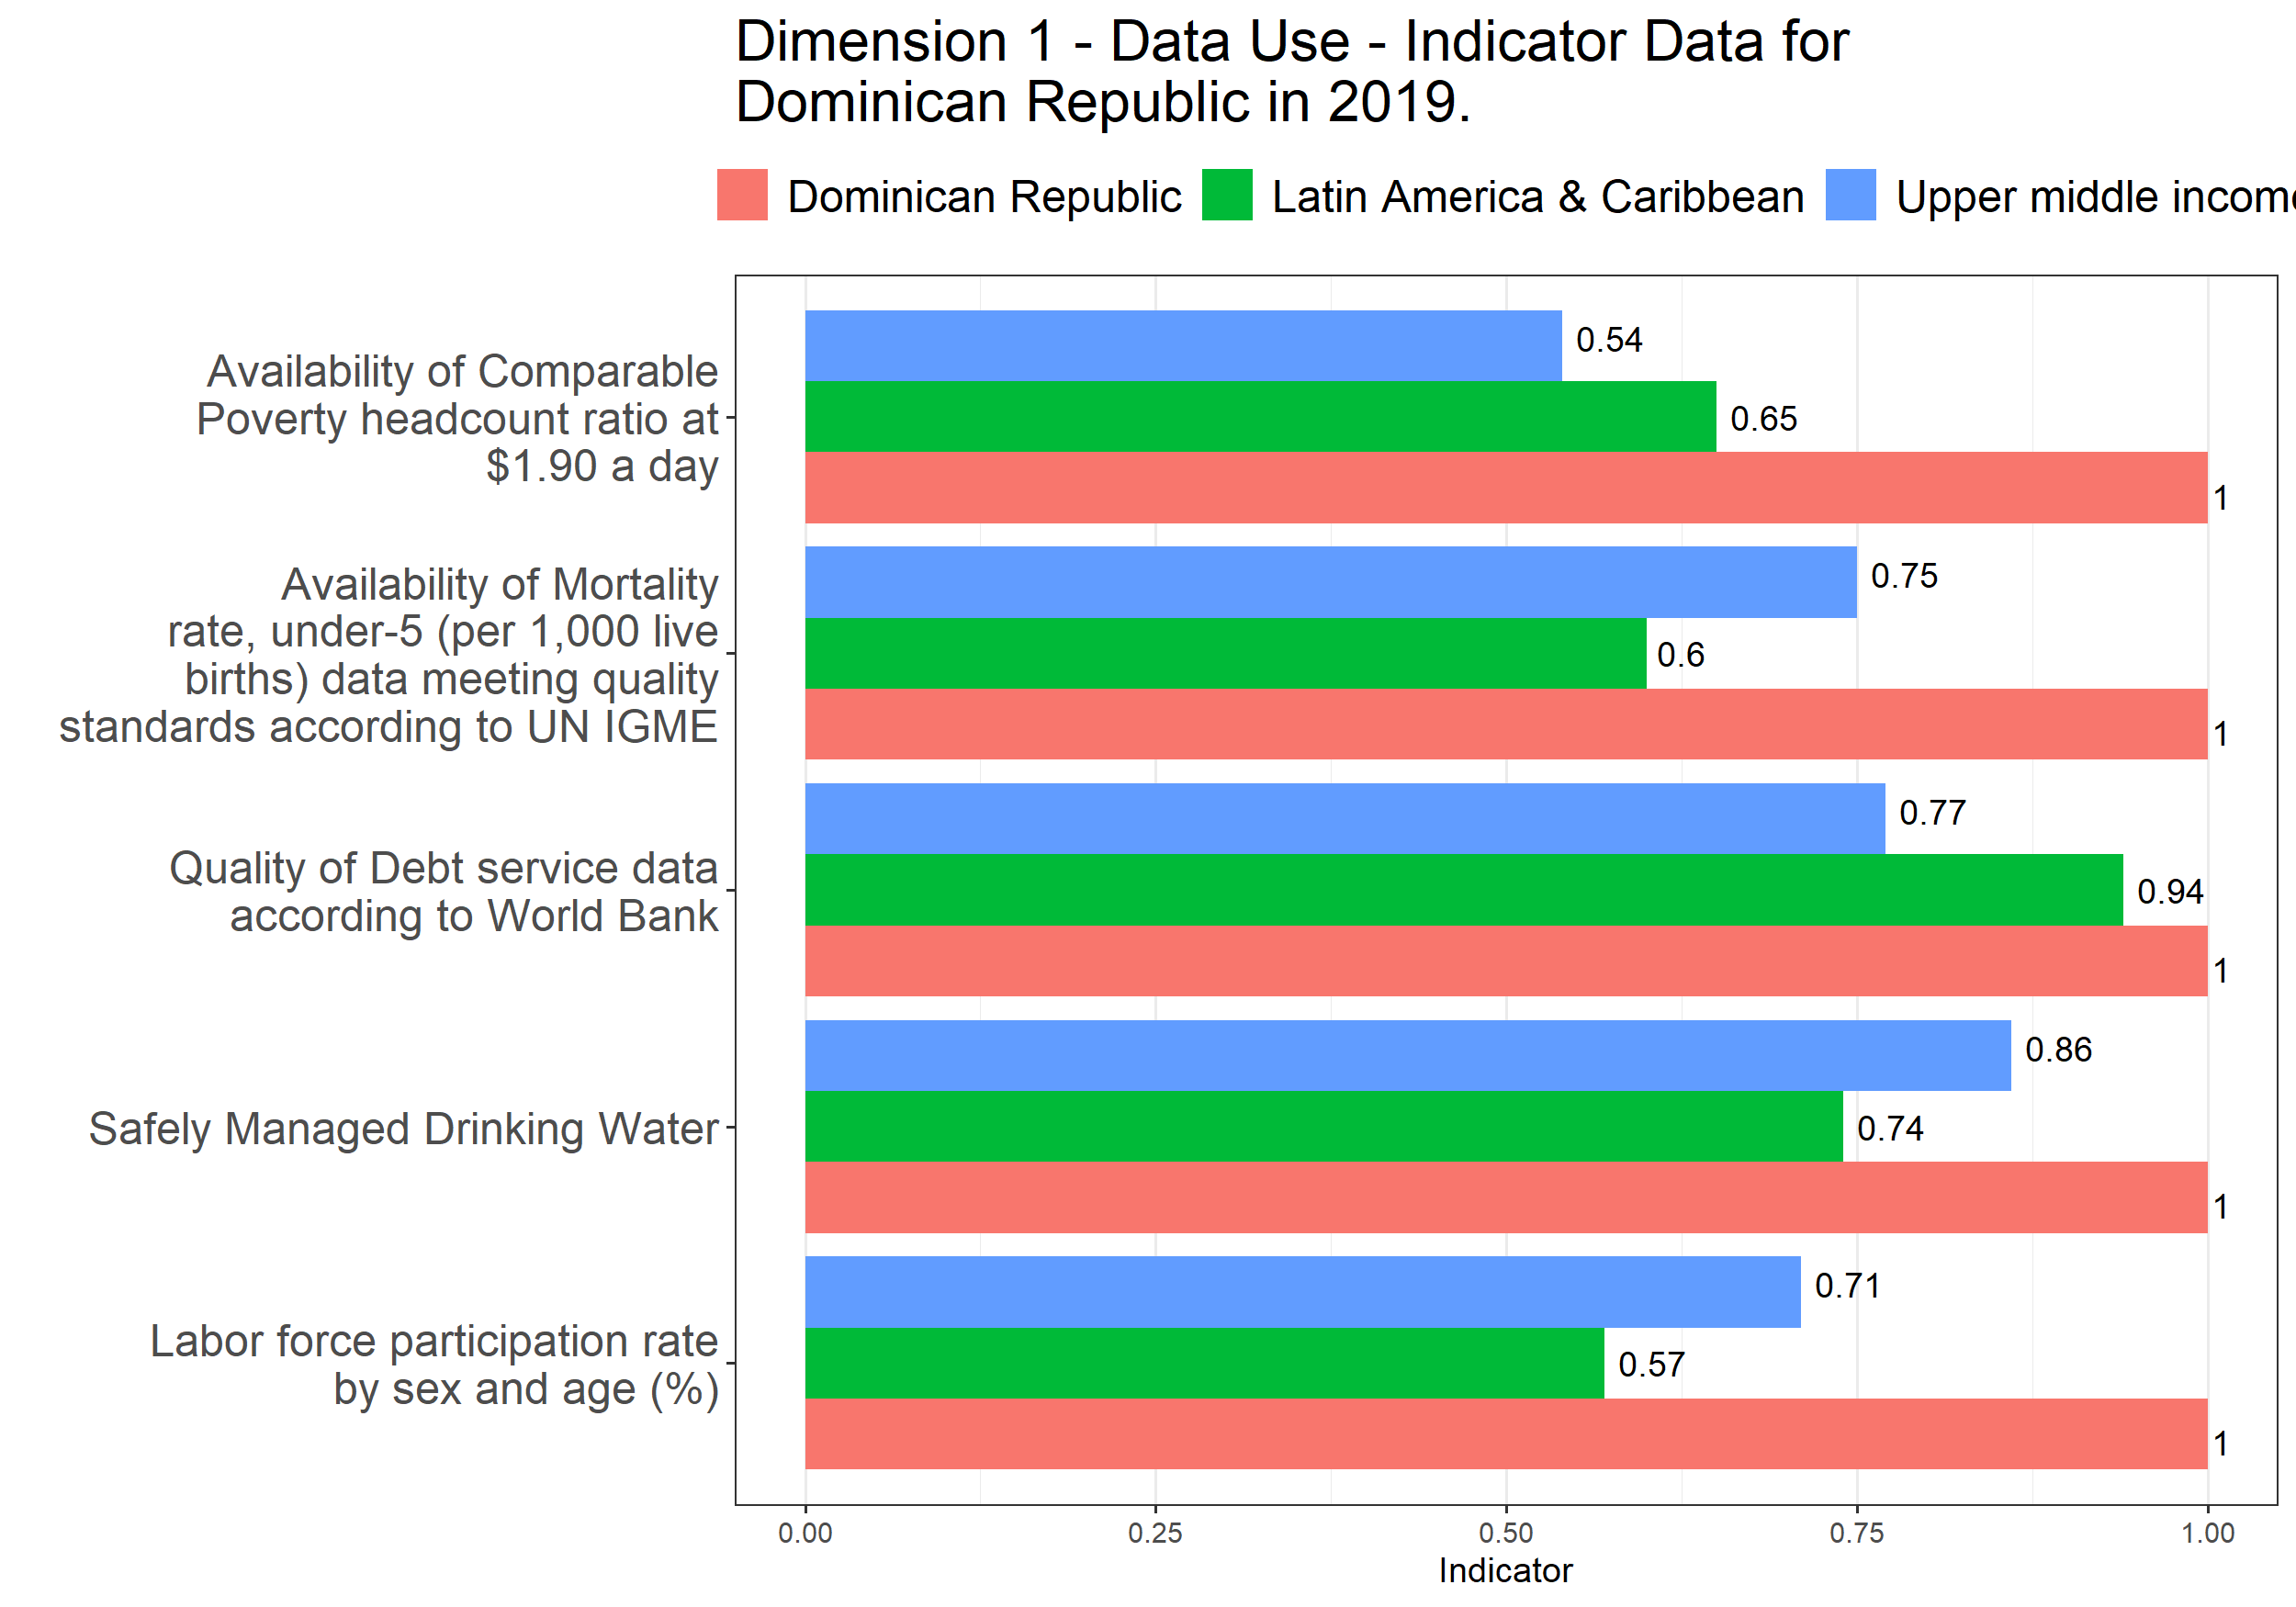 Dimension 1 - Data Use - Indicator Data for
Dominican Republic in 2019.
Dominican Republic Latin America & Caribbean Upper middle income
Availability of Comparable
Poverty headcount ratio at
$1.90 a day
0.54
0.65
1
Availability of Mortality
rate, under-5 (per 1,000 live
births) data meeting quality
standards according to UN IGME
0.75
0.6
1
Quality of Debt service data
according to World Bank
0.77
0.94
1
Safely Managed Drinking Water
0.86
0.74
1
Labor force participation rate
by sex and age (%)
0.71
0.57
1
0.00 0.25 0.50 0.75 1.00
Indicator